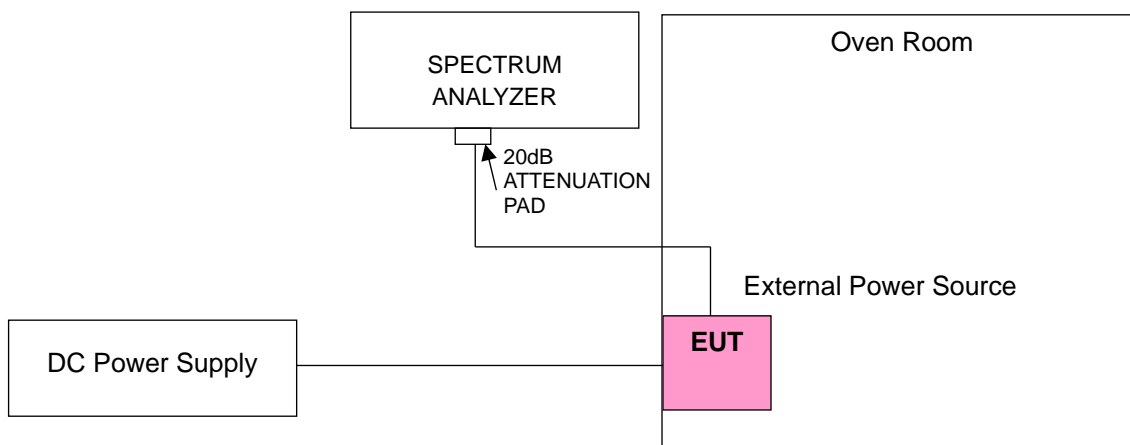 Oven Room
SPECTRUM
ANALYZER
20dB
ATTENUATION
PAD
External Power Source
EUT
DC Power Supply